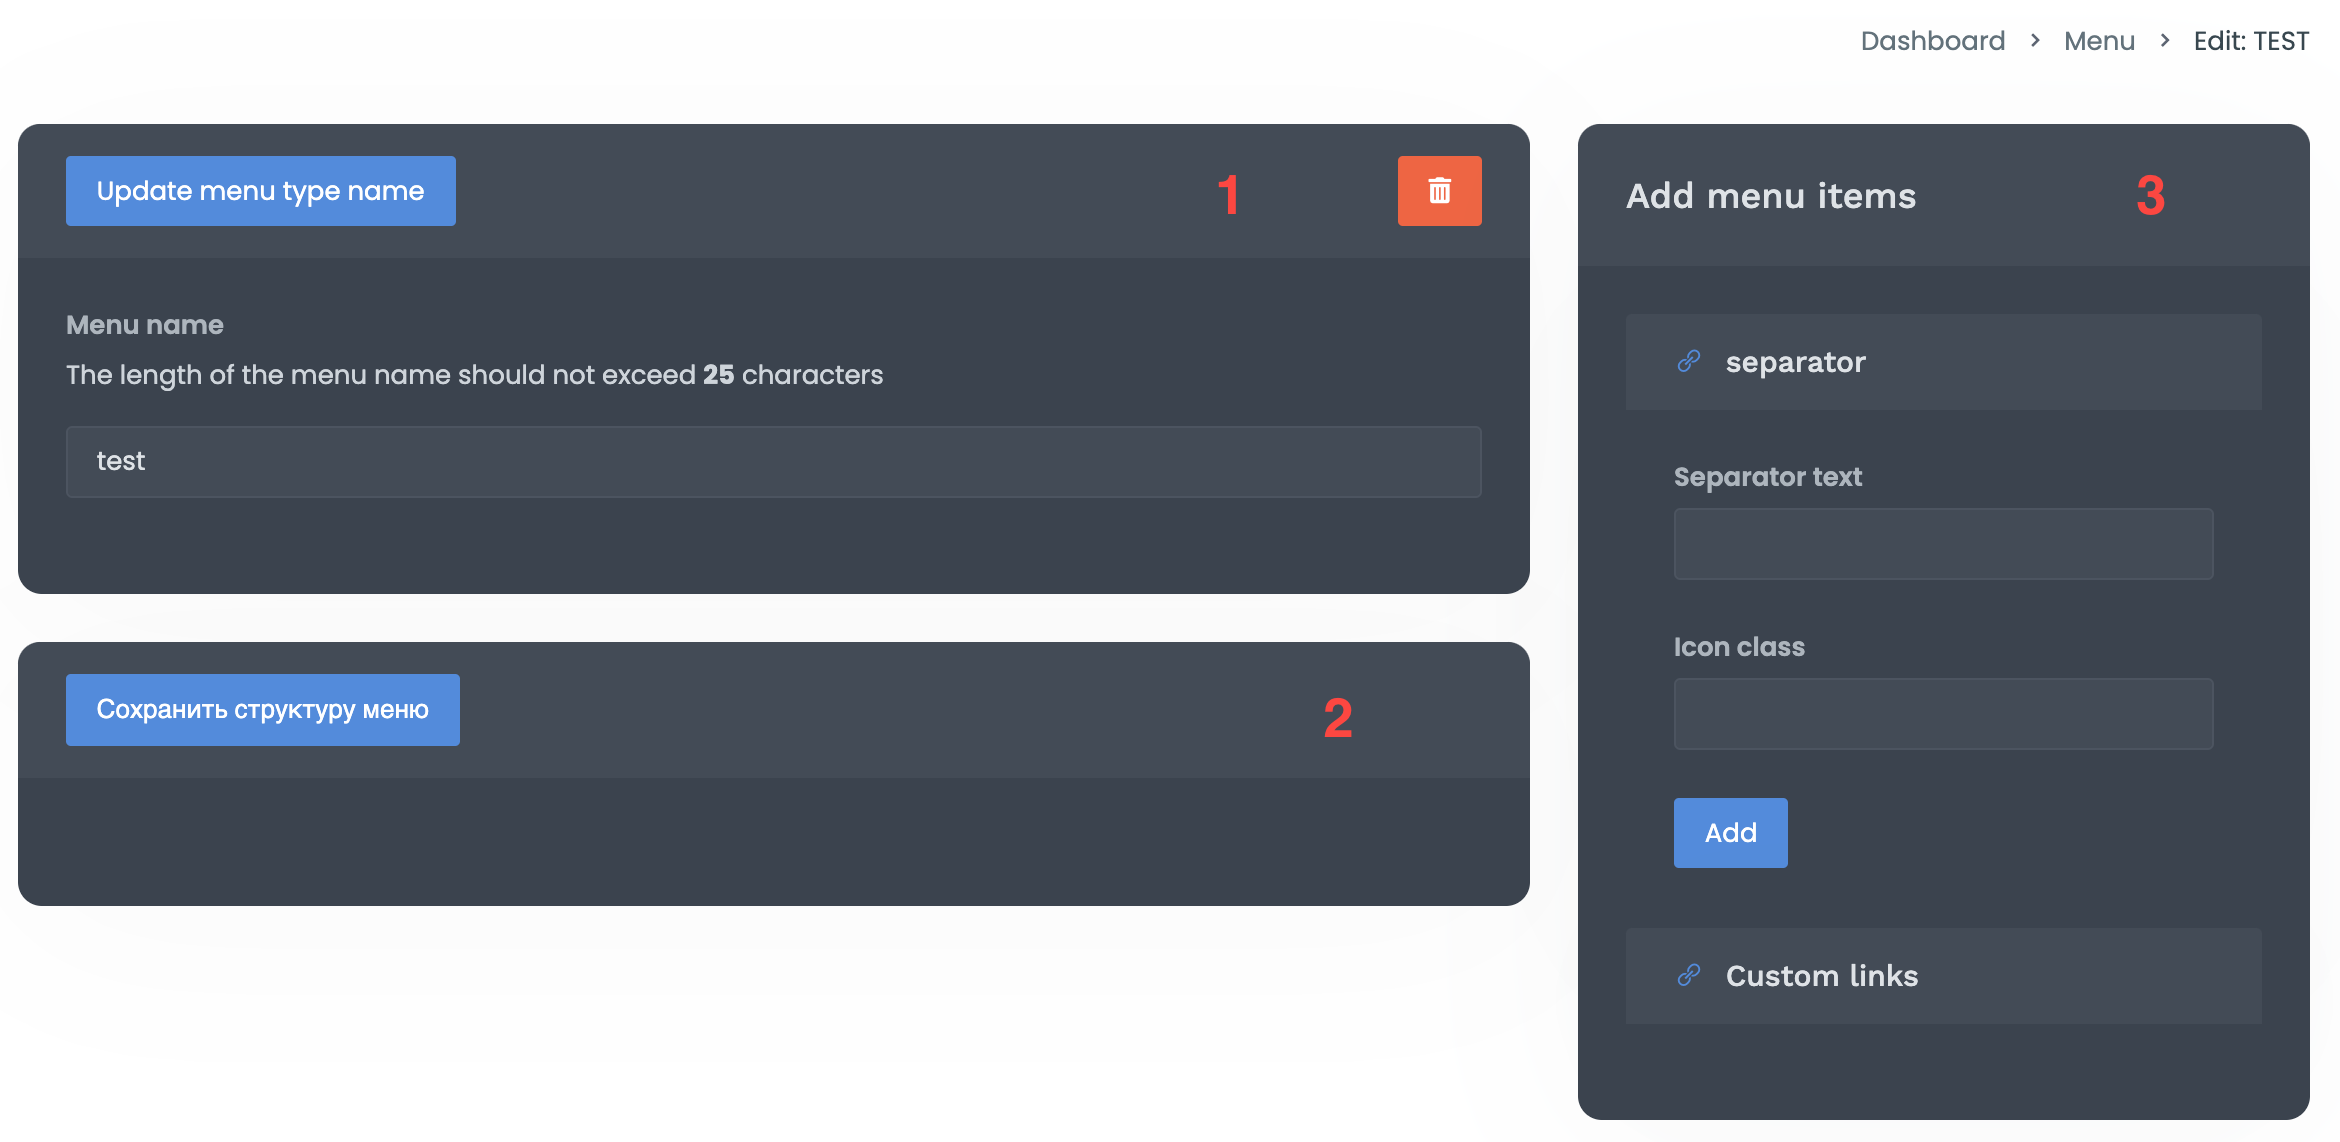 Dashboard > Menu > Edit: TEST
Update menu type name
1
Menu name
The length of the menu name should not exceed 25 characters
test
Сохранить структуру меню
2
Add menu items
3
separator
Separator text
Icon class
Add
Custom links